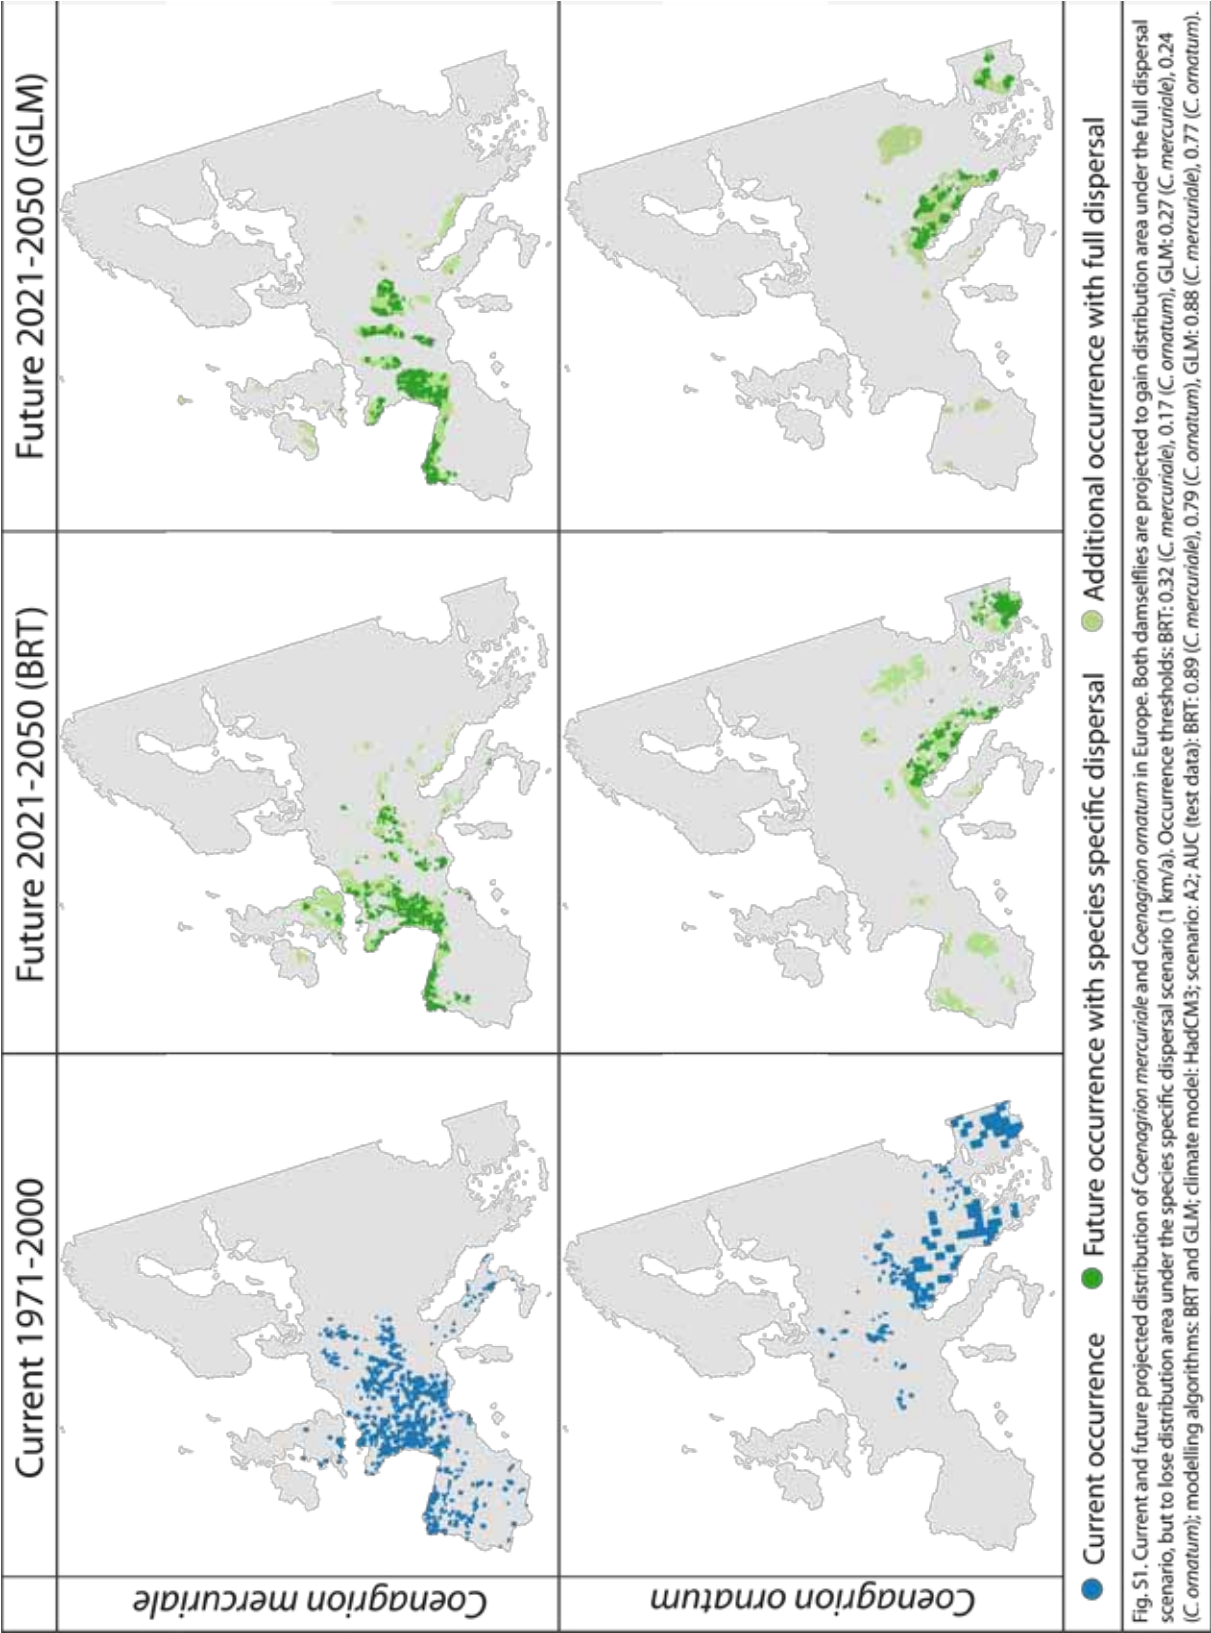 Current 1971-2000
Future 2021-2050 (BRT)
Future 2021-2050 (GLM)
Coenagrion mercuriale
Coenagrion ornatum
Current occurrence
Future occurrence with species specific dispersal
Additional occurrence with full dispersal
Fig. S1. Current and future projected distribution of Coenagrion mercuriale and Coenagrion ornatum in Europe. Both damselflies are projected to gain distribution area under the full dispersal
scenario, but to lose distribution area under the species specific dispersal scenario (1 km/a). Occurrence thresholds: BRT: 0.32 (C. mercuriale), 0.17 (C. ornatum), GLM: 0.27 (C. mercuriale), 0.24
(C. ornatum); modelling algorithms: BRT and GLM; climate model: HadCM3; scenario: A2; AUC (test data): BRT: 0.89 (C. mercuriale), 0.79 (C. ornatum), GLM: 0.88 (C. mercuriale), 0.77 (C. ornatum).